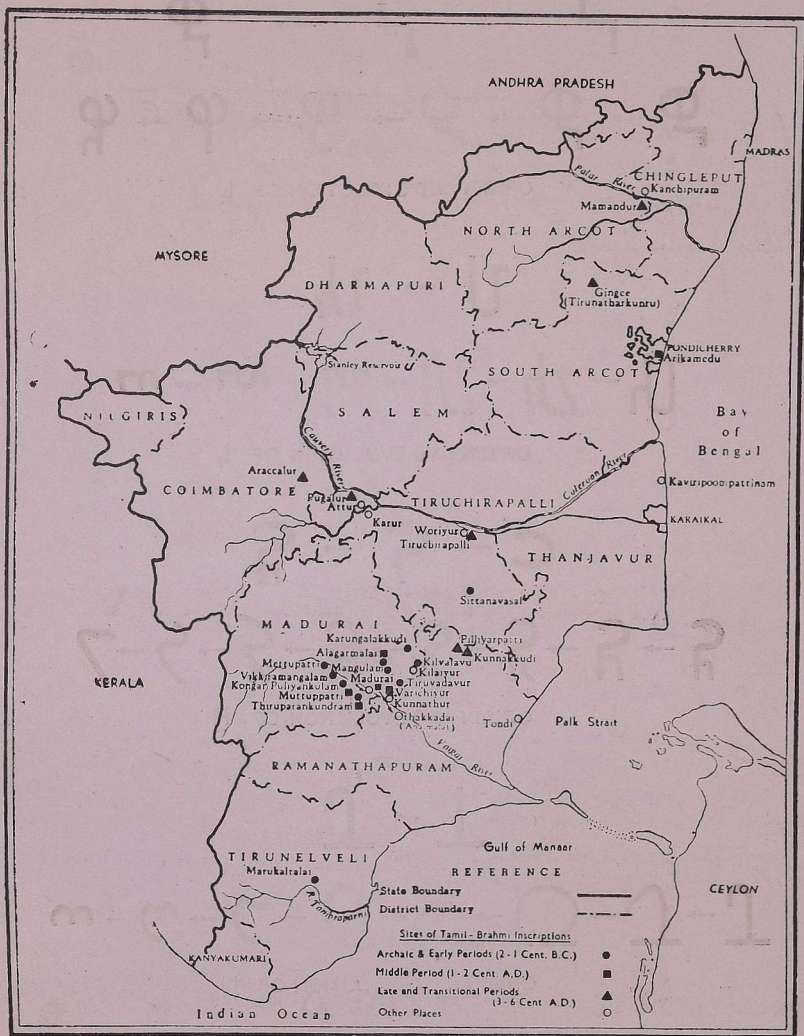 ANDHRA PRADESH
MADRAS
Palar River
CHINGLEPUT
Kanchipuram
Mamandur
NORTH ARCOT
MYSORE
DHARMAPURI
Gingee
(Tirunatharkunru)
PONDICHERRY
Arikamedu
Stanley Reservoir
SOUTH ARCOT
NILGIRIS
SALEM
Bay
of
Bengal
Cauvery River
Araccalur
COIMBATORE
Pugalur
Attur
Karur
TIRUCHIRAPALLI
Coleroon River
Kaviripoompattinam
KARAIKAL
Woriyur
Tiruchirapalli
THANJAVUR
Sittanavasal
MADURAI
Karungalakkudi
Pilliyarpatti
Kunnakkudi
Alagarmalai
Mettupatti
Mangulam
Kilvalavu
Kilaiyur
Vikkiramangalam
Madurai
Tiruvadavur
Kongar Puliyankulam
Varichiyur
Muttuppatti
Kunnathur
Thiruparankundram
Othakkadai
KERALA
Tondi
Palk Strait
Vaigai River
RAMANATHAPURAM
Gulf of Manaar
TIRUNELVELI
Marukaltalai
R. Tambraparni
KANYAKUMARI
CEYLON
Indian Ocean
REFERENCE
State Boundary
District Boundary
Sites of Tamil-Brahmi Inscriptions
Archaic & Early Periods (2-1 Cent. B.C.)
Middle Period (1-2 Cent. A.D.)
Late and Transitional Periods
(3-6 Cent A.D.)
Other Places